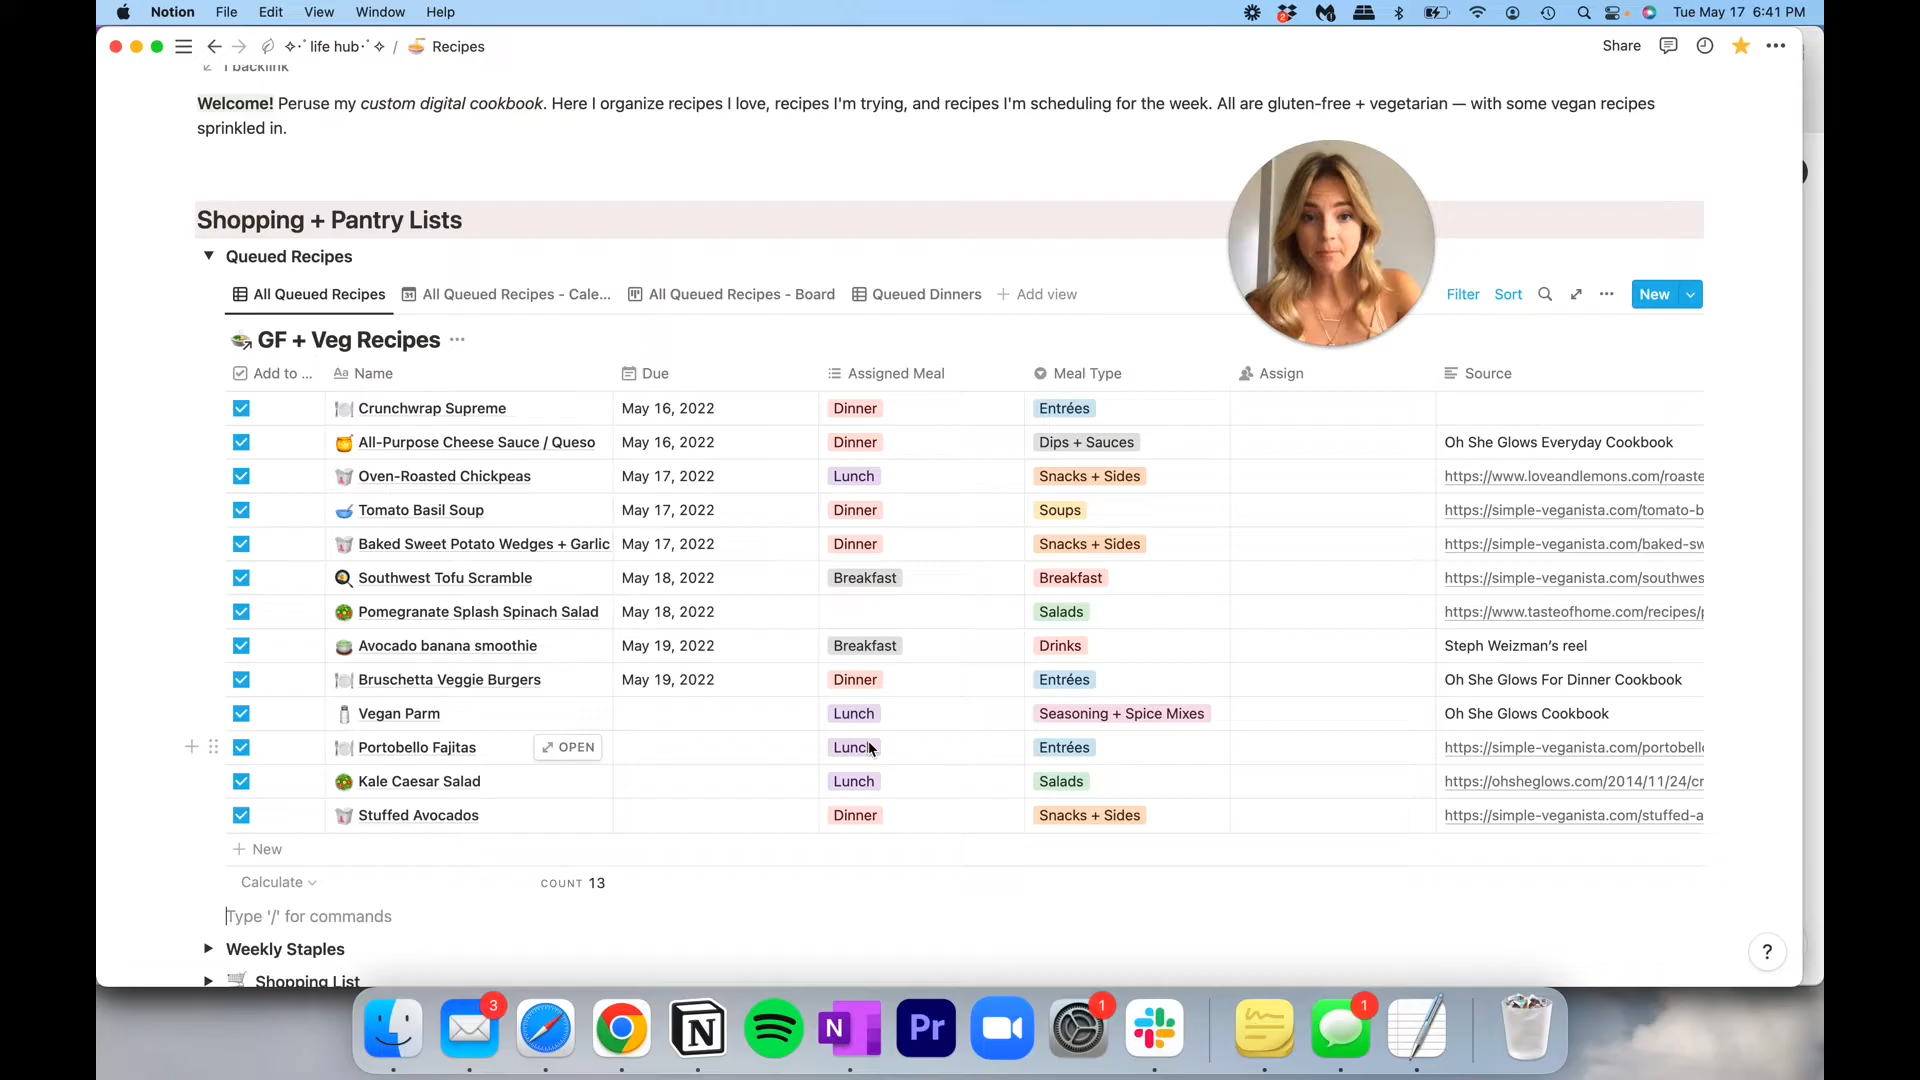 Notion File Edit View Window Help
2
Tue May 17 6:41 PM
✧･ﾟ life hub･ﾟ✧ / Recipes
Share
1 backlink
Welcome! Peruse my custom digital cookbook. Here I organize recipes I love, recipes I'm trying, and recipes I'm scheduling for the week. All are gluten-free + vegetarian — with some vegan recipes
sprinkled in.
Shopping + Pantry Lists
Queued Recipes
All Queued Recipes All Queued Recipes - Cale... All Queued Recipes - Board Queued Dinners + Add view Filter Sort New
GF + Veg Recipes
Add to ... Aa Name Due Assigned Meal Meal Type Assign Source
Crunchwrap Supreme May 16, 2022 Dinner Entrées
All-Purpose Cheese Sauce / Queso May 16, 2022 Dinner Dips + Sauces Oh She Glows Everyday Cookbook
Oven-Roasted Chickpeas May 17, 2022 Lunch Snacks + Sides https://www.loveandlemons.com/roaste
Tomato Basil Soup May 17, 2022 Dinner Soups https://simple-veganista.com/tomato-b
Baked Sweet Potato Wedges + Garlic May 17, 2022 Dinner Snacks + Sides https://simple-veganista.com/baked-sw
Southwest Tofu Scramble May 18, 2022 Breakfast Breakfast https://simple-veganista.com/southwes
Pomegranate Splash Spinach Salad May 18, 2022 Salads https://www.tasteofhome.com/recipes/p
Avocado banana smoothie May 19, 2022 Breakfast Drinks Steph Weizman's reel
Bruschetta Veggie Burgers May 19, 2022 Dinner Entrées Oh She Glows For Dinner Cookbook
Vegan Parm Lunch Seasoning + Spice Mixes Oh She Glows Cookbook
Portobello Fajitas OPEN Lunch Entrées https://simple-veganista.com/portobell
Kale Caesar Salad Lunch Salads https://ohsheglows.com/2014/11/24/cr
Stuffed Avocados Dinner Snacks + Sides https://simple-veganista.com/stuffed-a
+ New
Calculate COUNT 13
Type '/' for commands
Weekly Staples
Shopping List
?
3 N N Pr 1 1